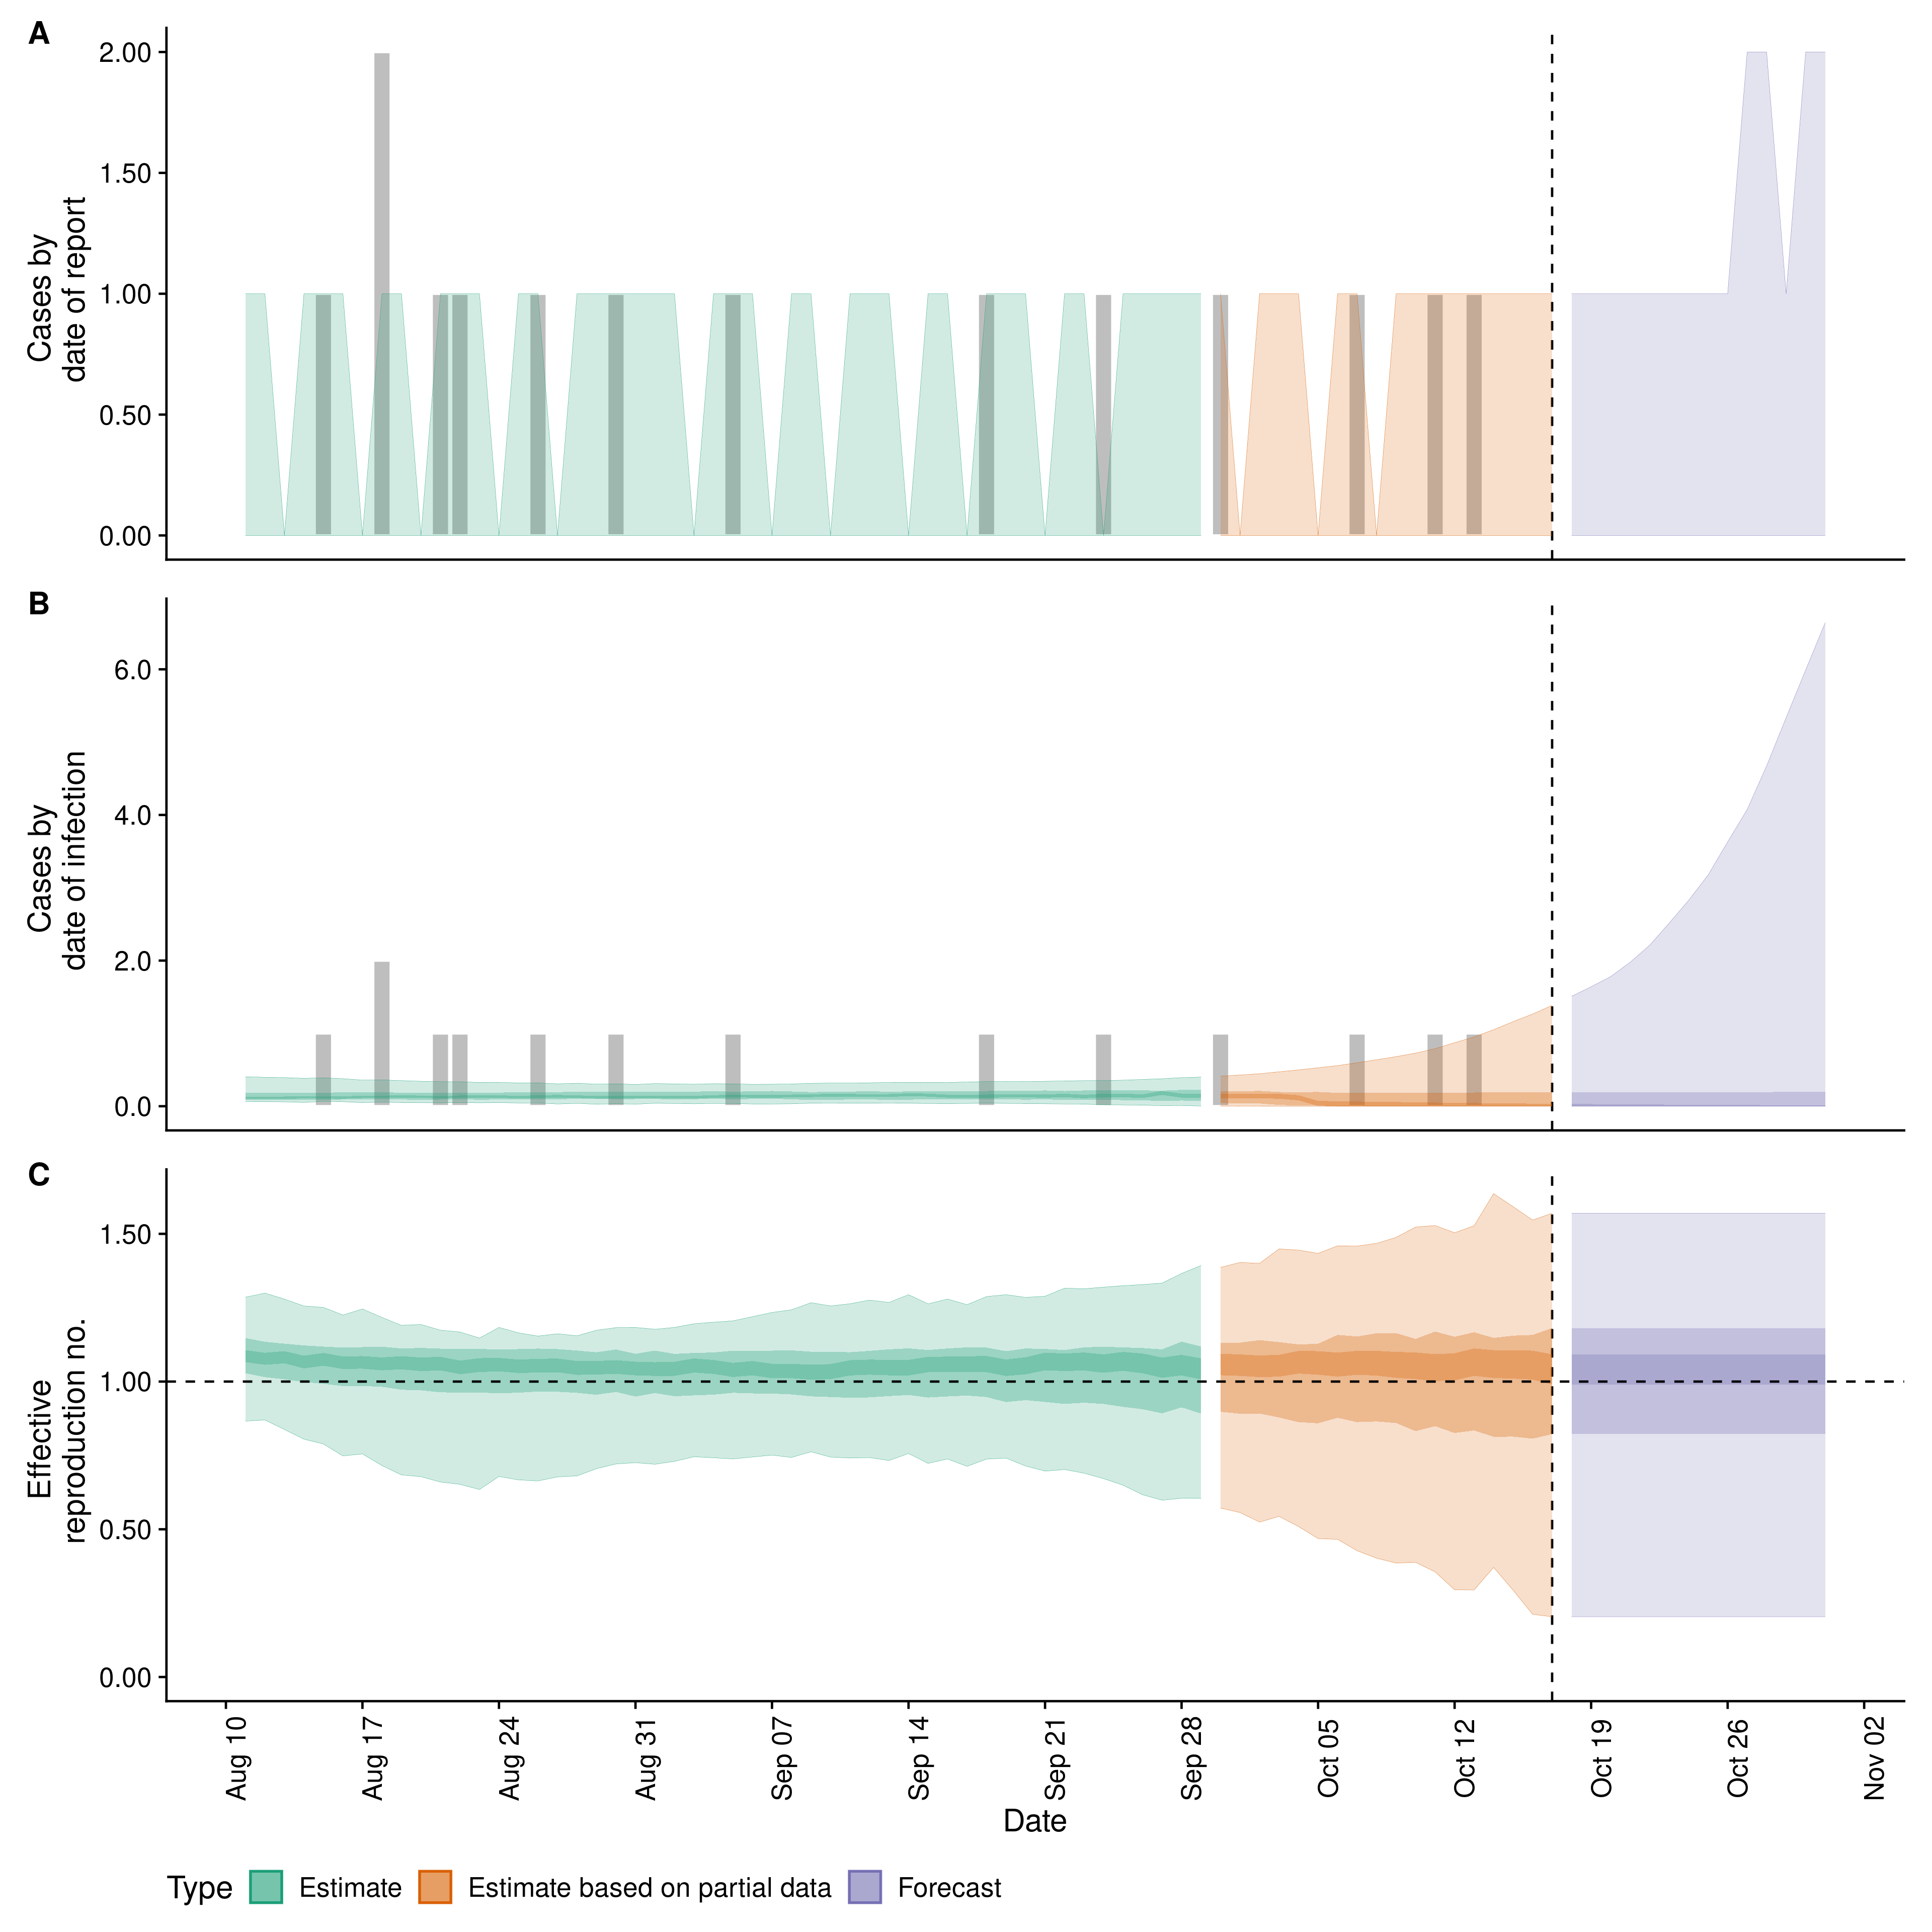 A
Cases by
date of report
2.00
1.50
1.00
0.50
0.00
B
Cases by
date of infection
6.0
4.0
2.0
0.0
C
Effective
reproduction no.
1.50
1.00
0.50
0.00
Aug 10
Aug 17
Aug 24
Aug 31
Sep 07
Sep 14
Sep 21
Sep 28
Oct 05
Oct 12
Oct 19
Oct 26
Nov 02
Date
Type Estimate Estimate based on partial data Forecast